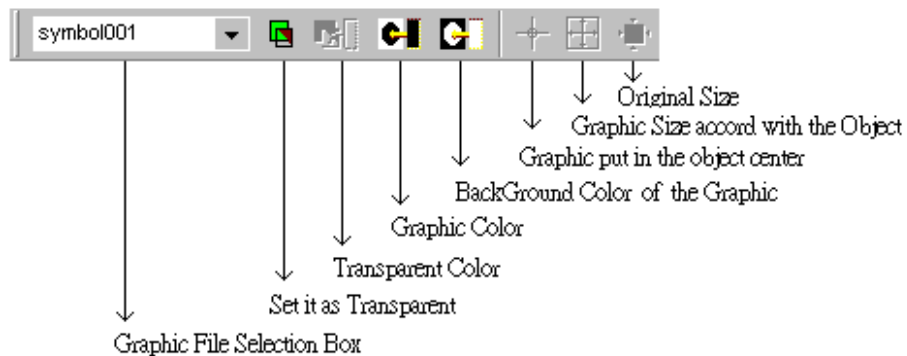 symbol001
Original Size
Graphic Size accord with the Object
Graphic put in the object center
BackGround Color of the Graphic
Graphic Color
Transparent Color
Set it as Transparent
Graphic File Selection Box